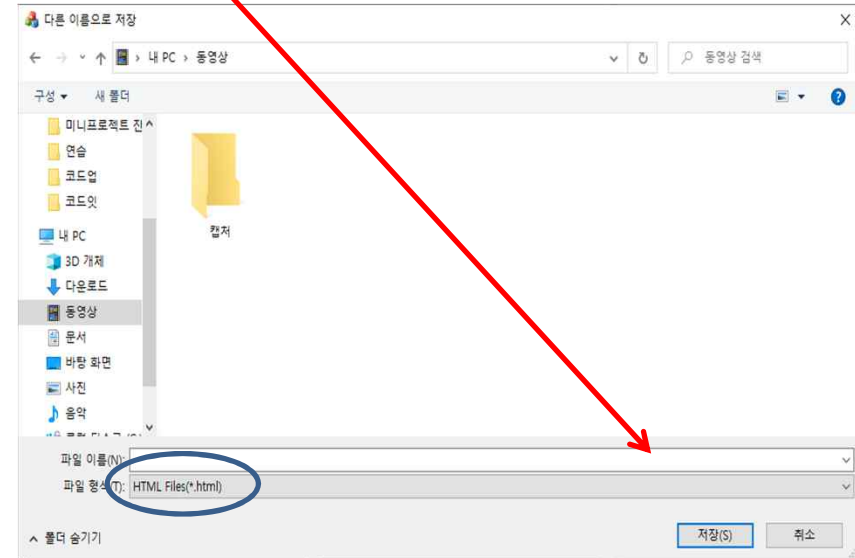 다른 이름으로 저장
내 PC › 동영상
동영상 검색
구성
새 폴더
미니프로젝트 진
연습
코드업
코드잇
내 PC
3D 개체
다운로드
동영상
문서
바탕 화면
사진
음악
캡처
파일 이름(N):
파일 형식(T): HTML Files(*.html)
폴더 숨기기
저장(S)
취소